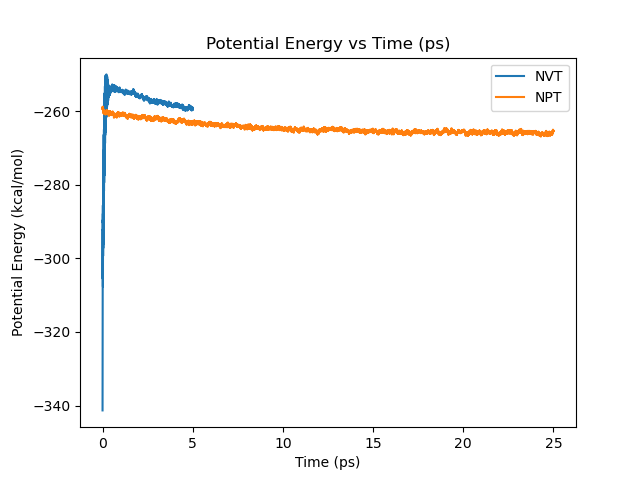 Potential Energy vs Time (ps)
NVT
NPT
Potential Energy (kcal/mol)
−260
−280
−300
−320
−340
0 5 10 15 20 25
Time (ps)